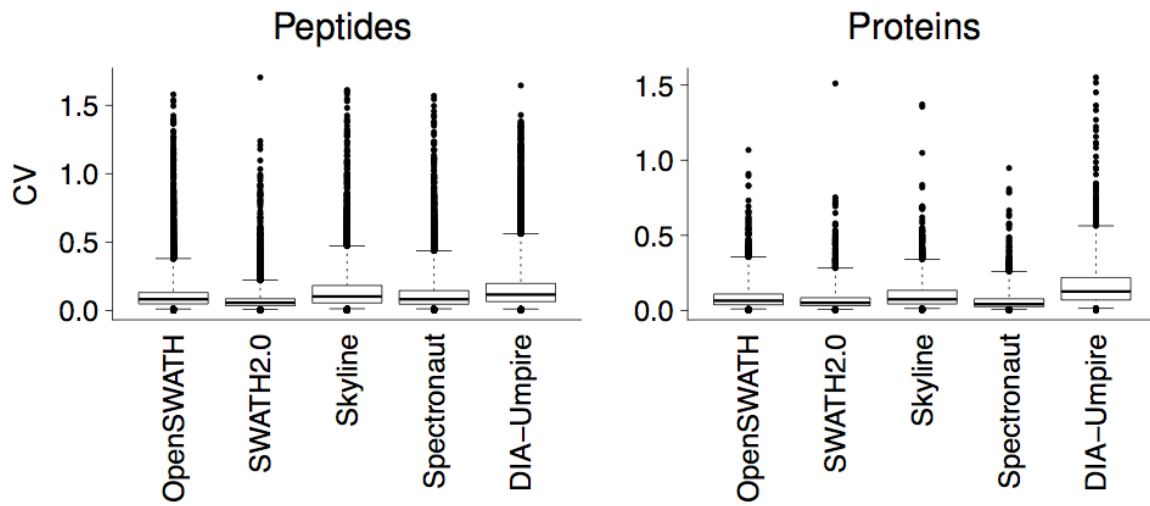 Peptides
Proteins
CV
1.5
1.0
0.5
0.0
OpenSWATH
SWATH2.0
Skyline
Spectronaut
DIA−Umpire
1.5
1.0
0.5
0.0
OpenSWATH
SWATH2.0
Skyline
Spectronaut
DIA−Umpire